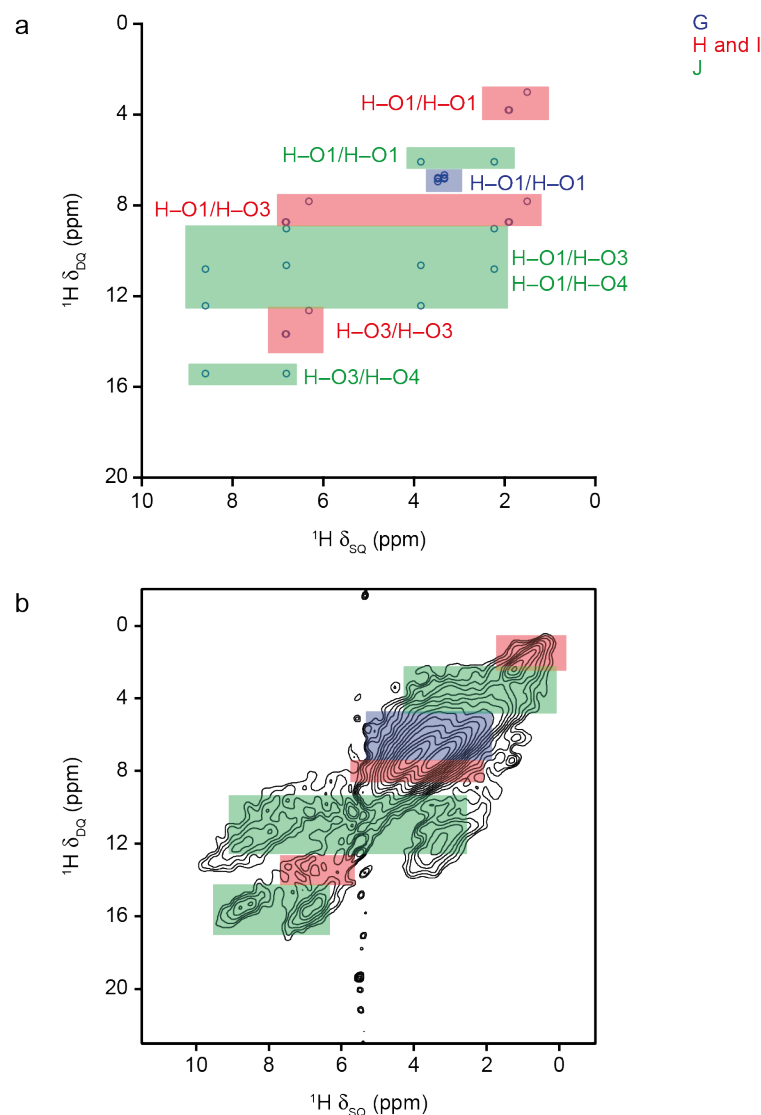 a
G
H and I
J
0
4
8
12
16
20
¹H δDQ (ppm)
H–O1/H–O1
H–O1/H–O1
H–O1/H–O1
H–O1/H–O3
H–O1/H–O3
H–O1/H–O4
H–O3/H–O3
H–O3/H–O4
10 8 6 4 2 0
¹H δSQ (ppm)
b
0
4
8
12
16
20
¹H δDQ (ppm)
10 8 6 4 2 0
¹H δSQ (ppm)